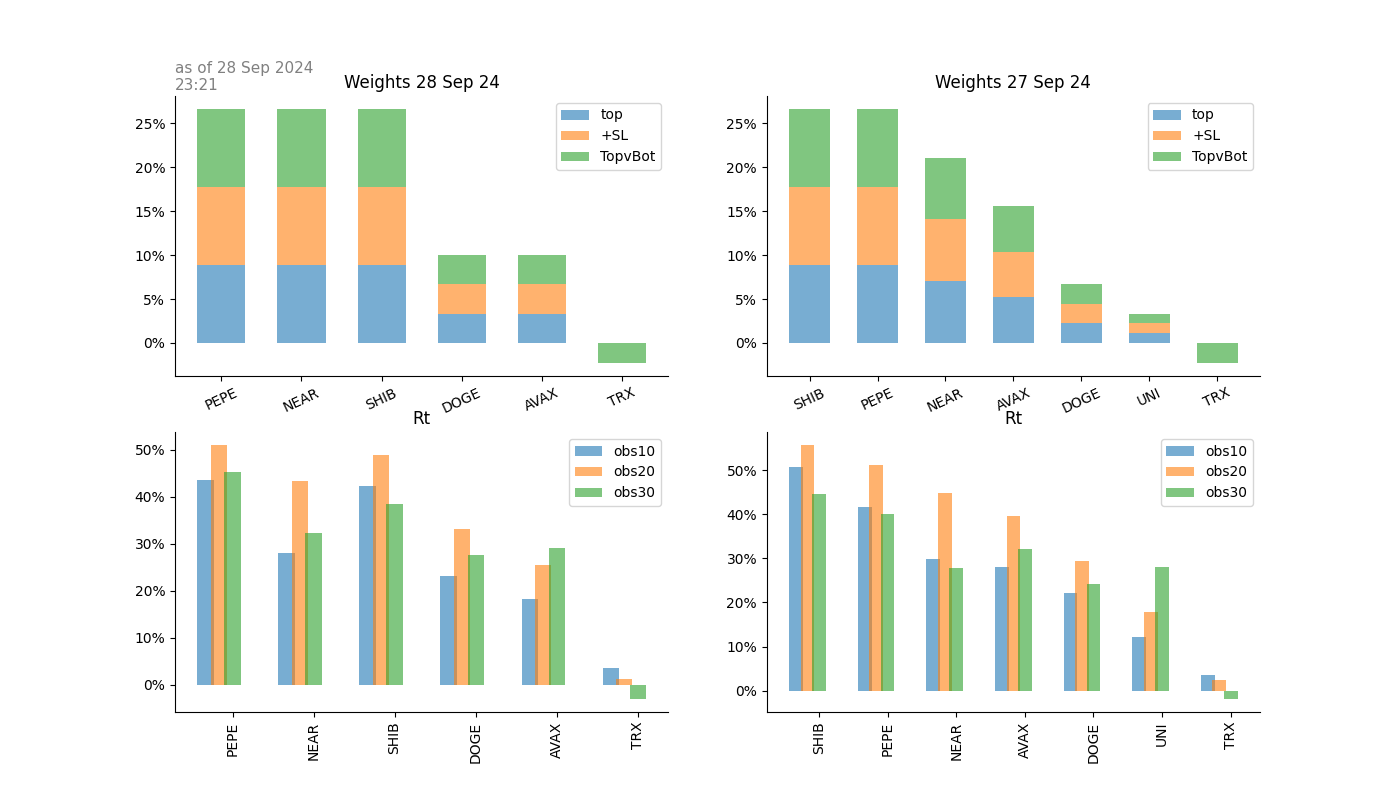 as of 28 Sep 2024
23:21
Weights 28 Sep 24
25%
20%
15%
10%
5%
0%
top
+SL
TopvBot
PEPE
NEAR
SHIB
DOGE
AVAX
TRX
Weights 27 Sep 24
25%
20%
15%
10%
5%
0%
top
+SL
TopvBot
SHIB
PEPE
NEAR
AVAX
DOGE
UNI
TRX
Rt
50%
40%
30%
20%
10%
0%
obs10
obs20
obs30
PEPE
NEAR
SHIB
DOGE
AVAX
TRX
Rt
50%
40%
30%
20%
10%
0%
obs10
obs20
obs30
SHIB
PEPE
NEAR
AVAX
DOGE
UNI
TRX